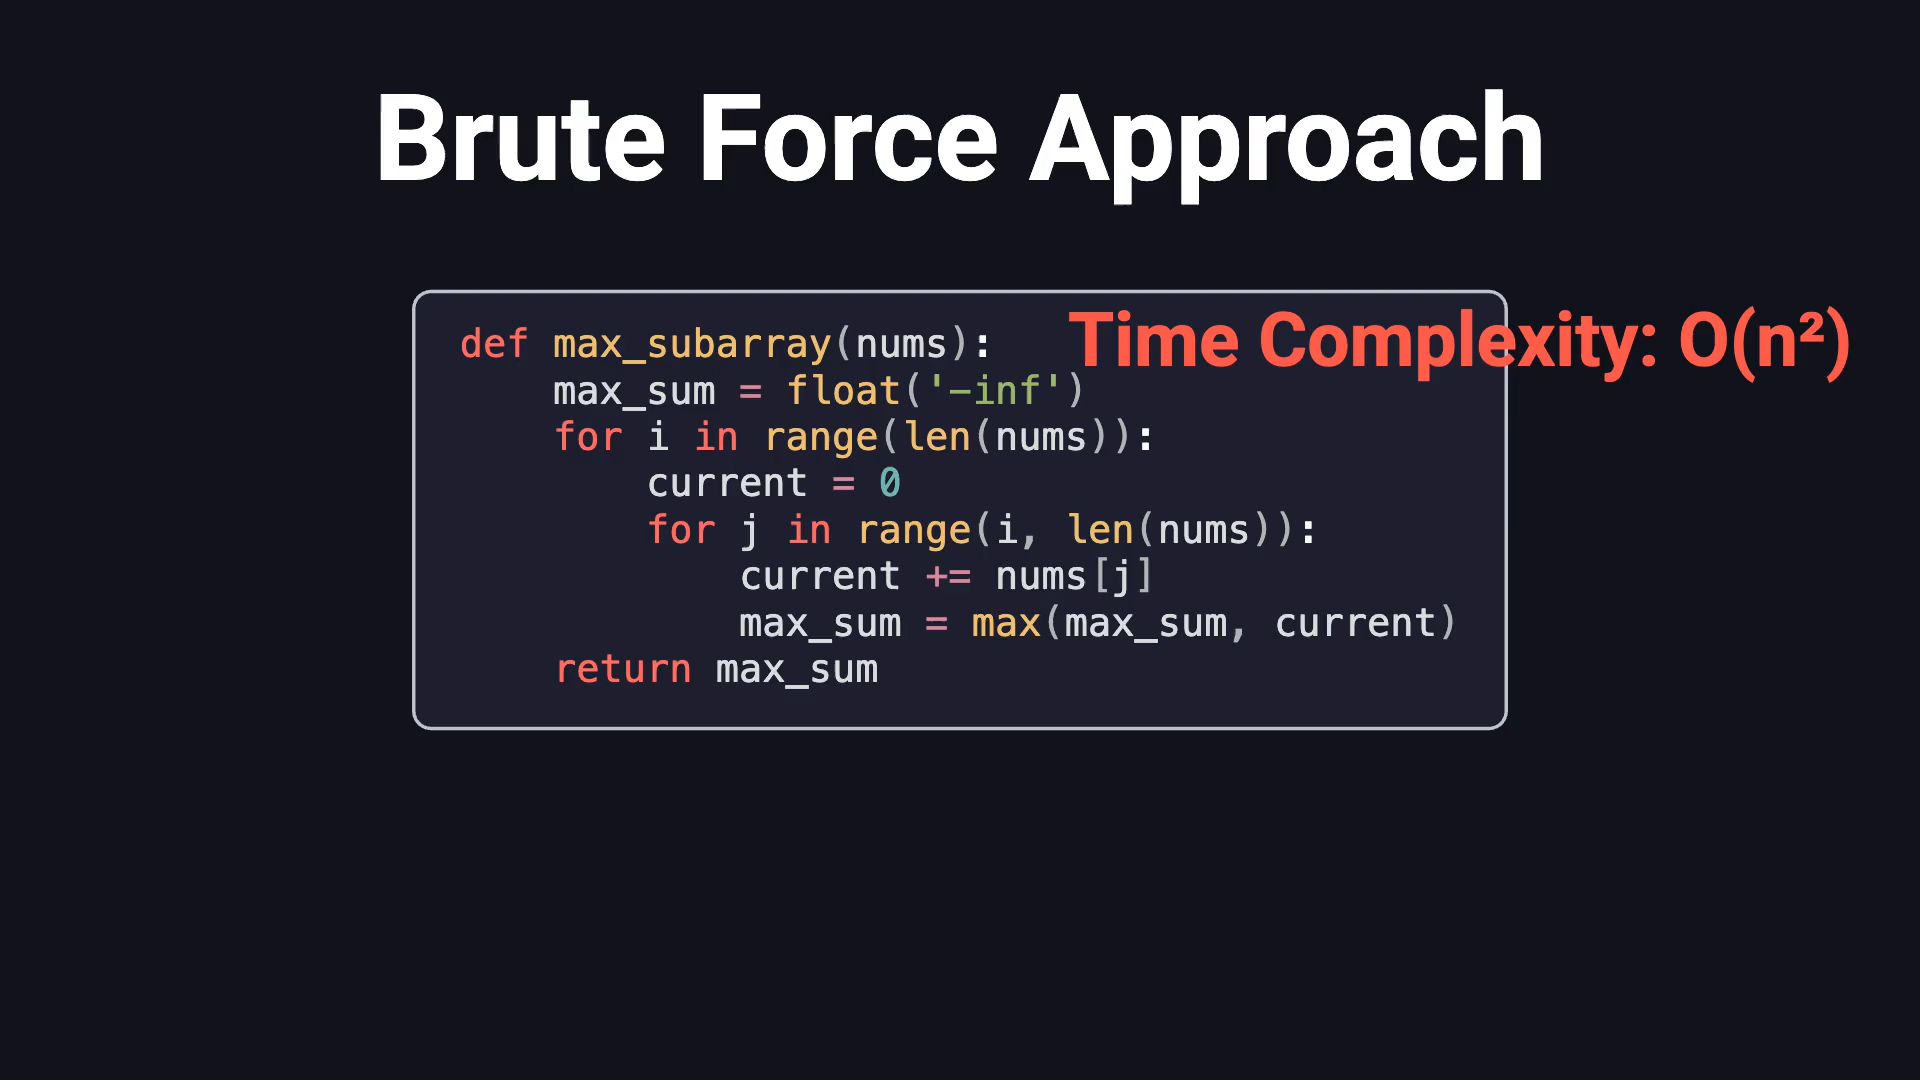 Brute Force Approach
def max_subarray(nums):
Time Complexity: O(n²)
    max_sum = float('-inf')
    for i in range(len(nums)):
        current = 0
        for j in range(i, len(nums)):
            current += nums[j]
            max_sum = max(max_sum, current)
    return max_sum